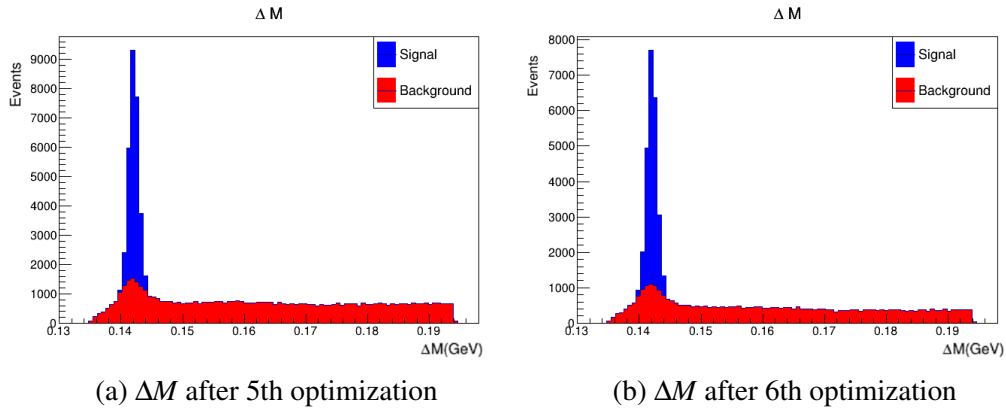 Δ M
Events
9000
8000
7000
6000
5000
4000
3000
2000
1000
0
0.13 0.14 0.15 0.16 0.17 0.18 0.19
ΔM(GeV)
Signal
Background
(a) ΔM after 5th optimization
Δ M
Events
8000
7000
6000
5000
4000
3000
2000
1000
0
0.13 0.14 0.15 0.16 0.17 0.18 0.19
ΔM(GeV)
Signal
Background
(b) ΔM after 6th optimization